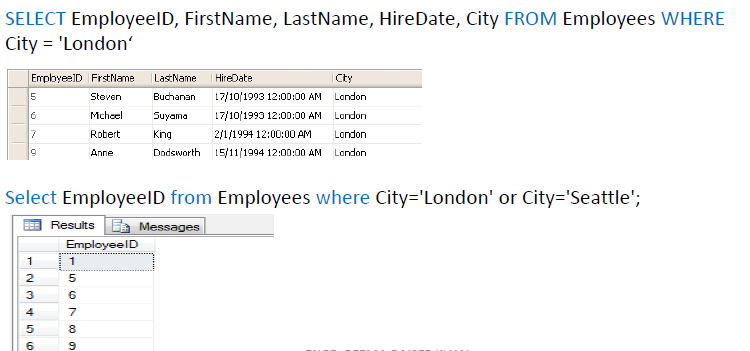 SELECT EmployeeID, FirstName, LastName, HireDate, City FROM Employees WHERE
City = 'London‘
EmployeeID FirstName LastName HireDate City
5 Steven Buchanan 17/10/1993 12:00:00 AM London
6 Michael Suyama 17/10/1993 12:00:00 AM London
7 Robert King 2/1/1994 12:00:00 AM London
9 Anne Dodsworth 15/11/1994 12:00:00 AM London
Select EmployeeID from Employees where City='London' or City='Seattle';
Results Messages
EmployeeID
1 1
2 5
3 6
4 7
5 8
6 9